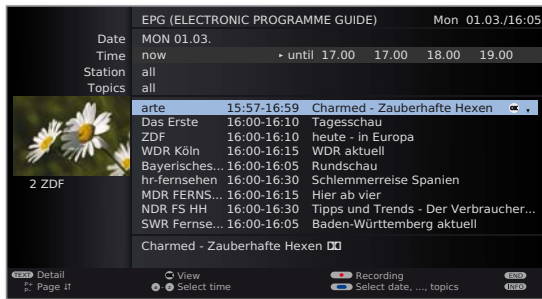 EPG (ELECTRONIC PROGRAMME GUIDE) Mon 01.03./16:05
Date MON 01.03.
Time now ▸ until 17.00 17.00 18.00 19.00
Station all
Topics all
arte 15:57-16:59 Charmed - Zauberhafte Hexen OK
Das Erste 16:00-16:10 Tagesschau
ZDF 16:00-16:10 heute - in Europa
WDR Köln 16:00-16:15 WDR aktuell
Bayerisches... 16:00-16:05 Rundschau
hr-fernsehen 16:00-16:30 Schlemmerreise Spanien
MDR FERNS... 16:00-16:15 Hier ab vier
NDR FS HH 16:00-16:30 Tipps und Trends - Der Verbraucher...
SWR Fernse... 16:00-16:05 Baden-Württemberg aktuell
2 ZDF
Charmed - Zauberhafte Hexen
TEXT Detail OK View Recording END
P+ P- Page Select time Select date, ..., topics INFO